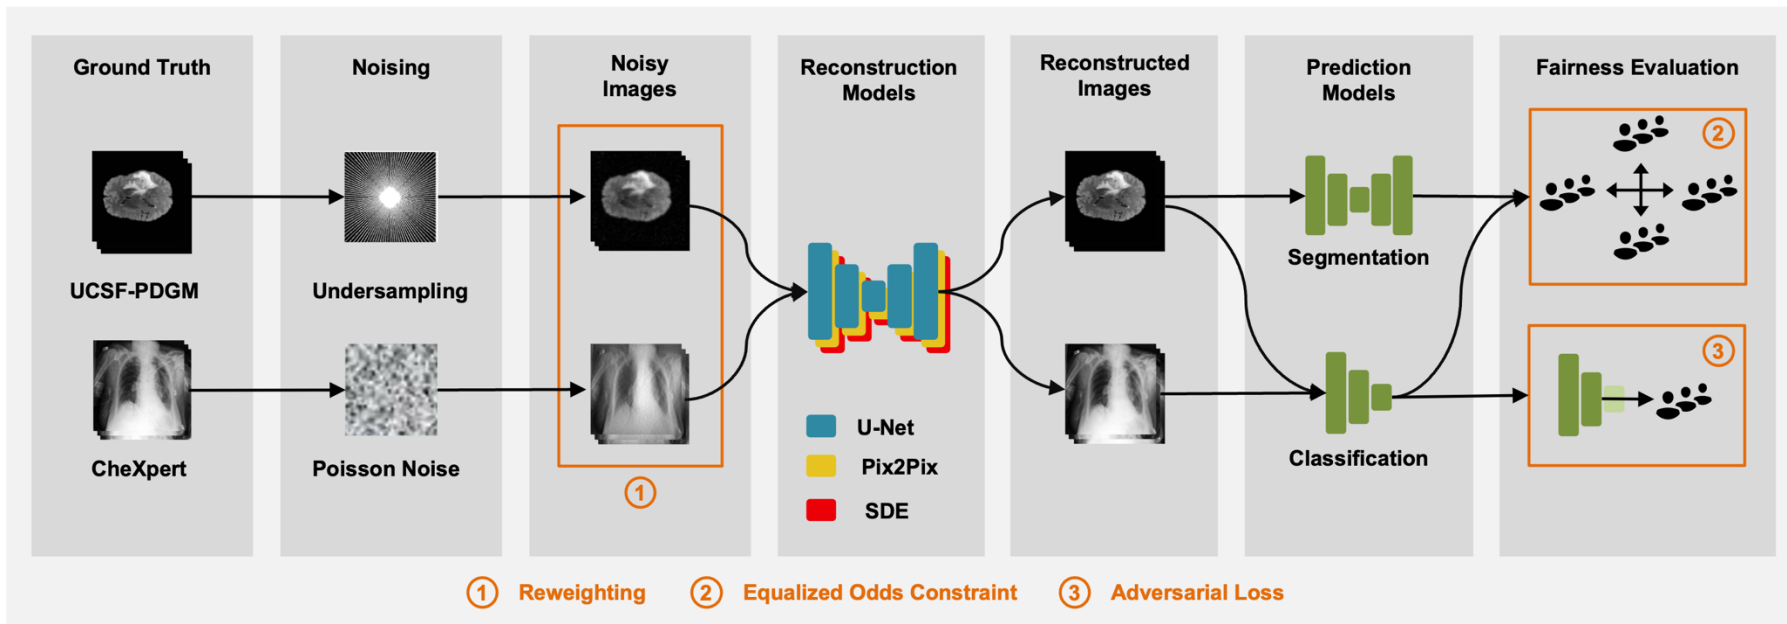 Ground Truth
Noising
Noisy
Images
Reconstruction
Models
Reconstructed
Images
Prediction
Models
Fairness Evaluation
2
UCSF-PDGM
Undersampling
Segmentation
CheXpert
Poisson Noise
1
U-Net
Pix2Pix
SDE
Classification
3
1 Reweighting
2 Equalized Odds Constraint
3 Adversarial Loss